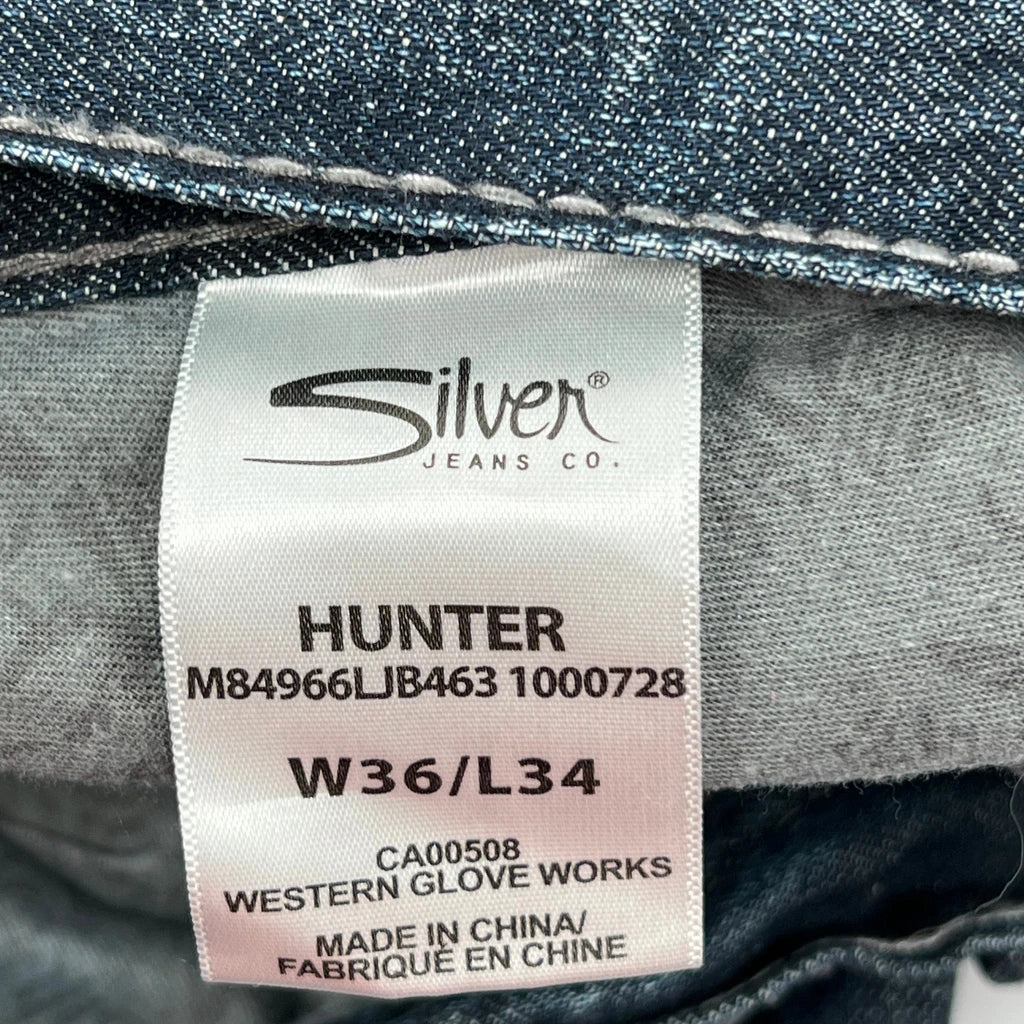 Silver®
JEANS CO.
HUNTER
M84966LJB463 1000728
W36/L34
CA00508
WESTERN GLOVE WORKS
MADE IN CHINA/
FABRIQUÉ EN CHINE